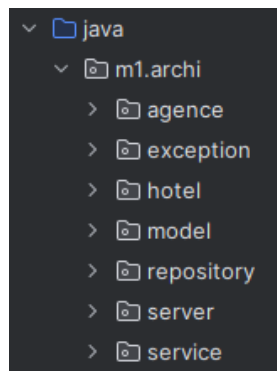 java
m1.archi
agence
exception
hotel
model
repository
server
service